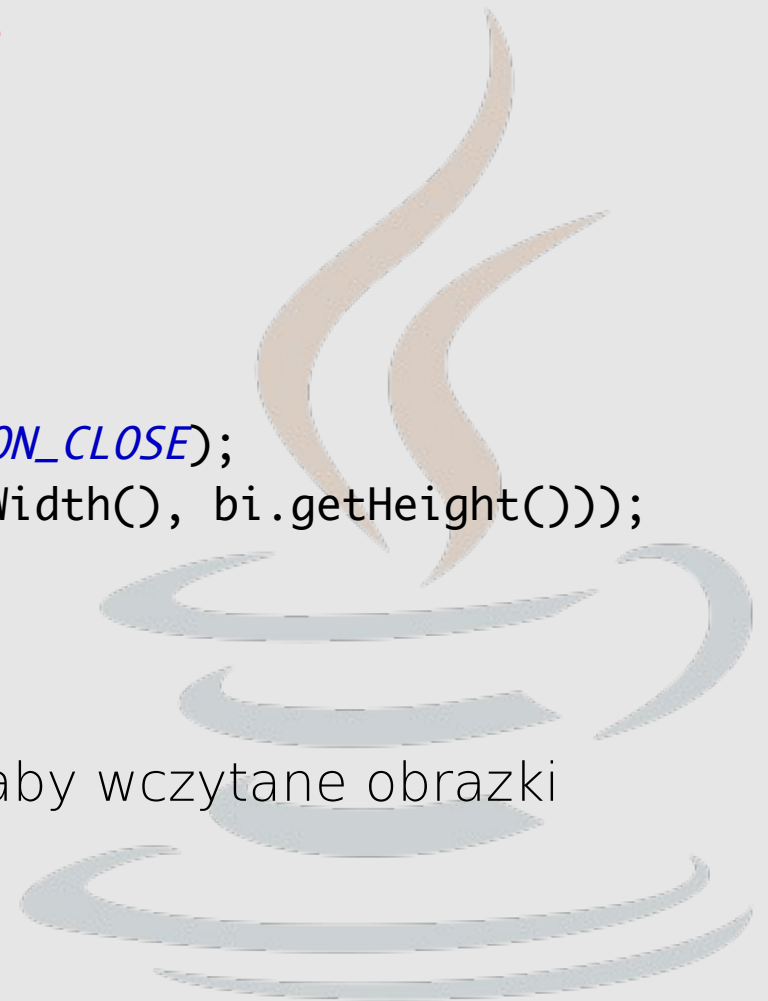 ON_CLOSE);
Width(), bi.getHeight()));
aby wczytane obrazki